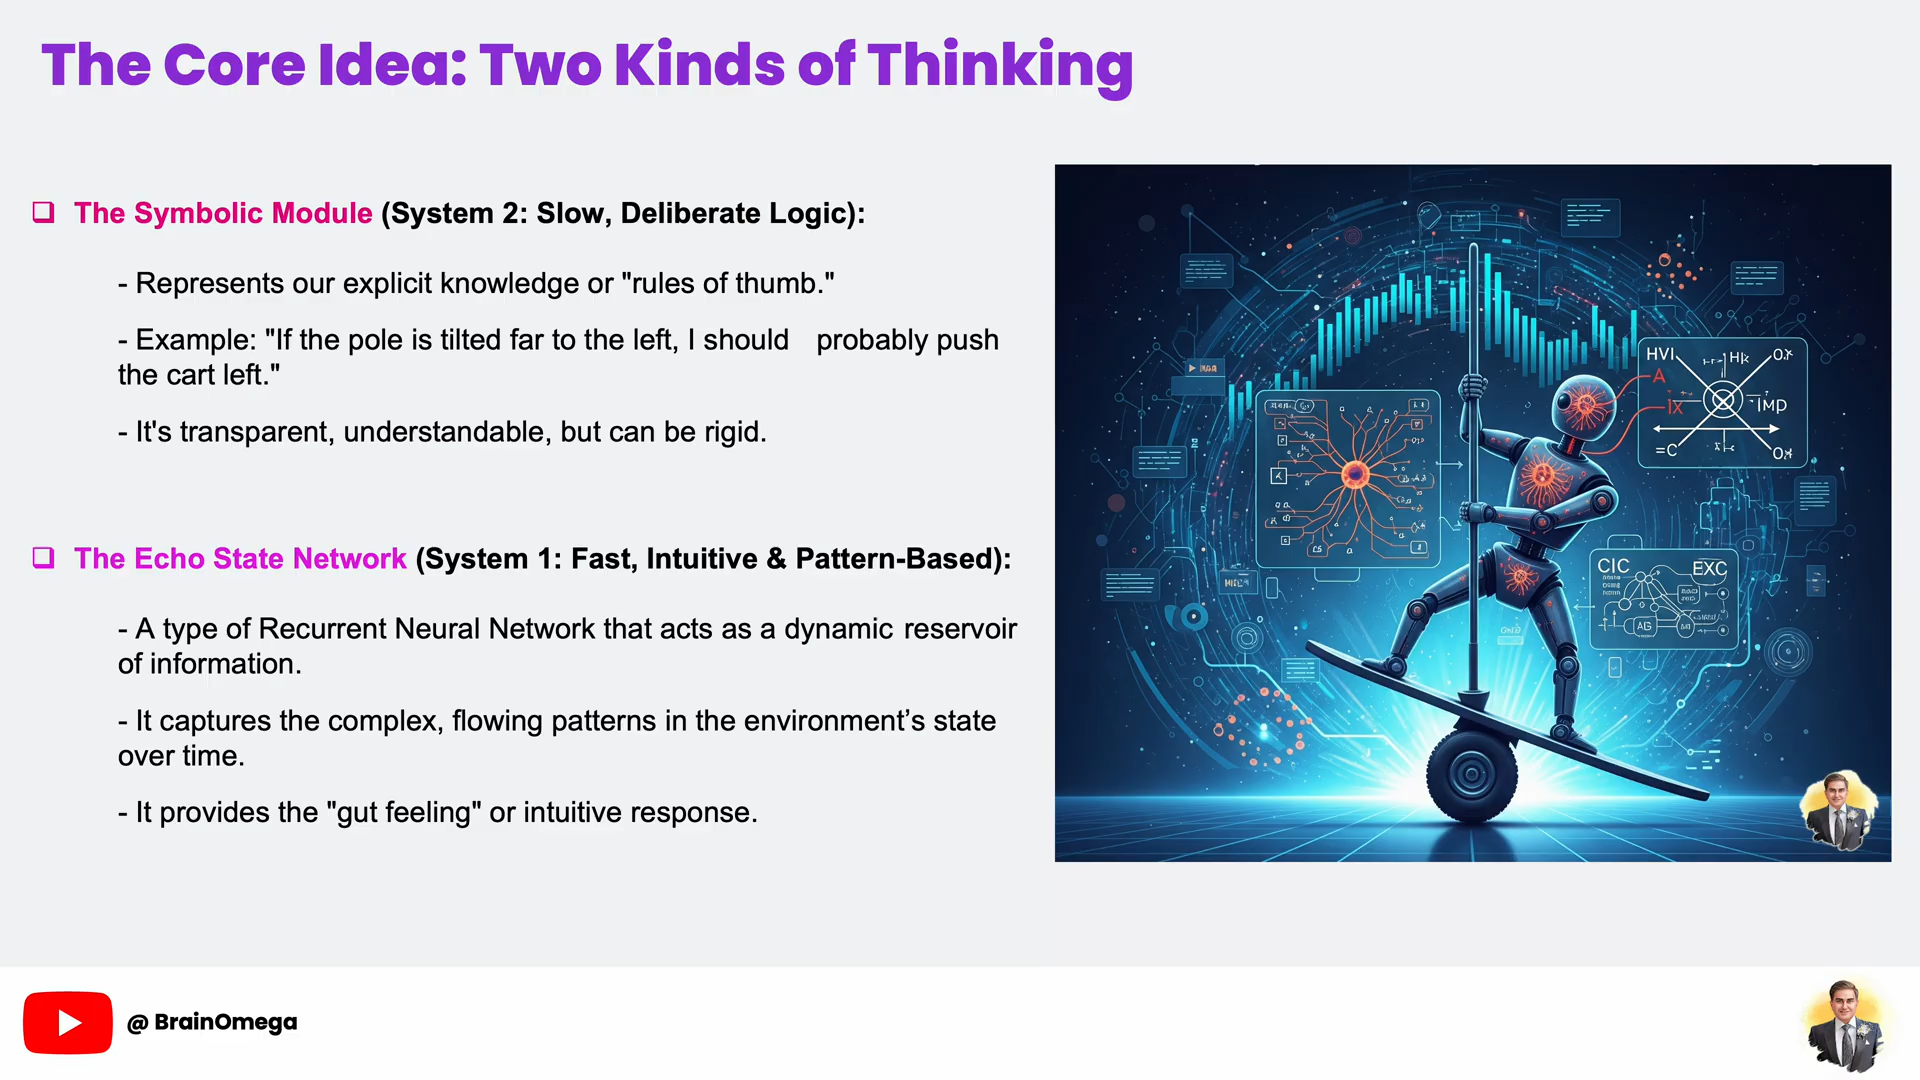 The Core Idea: Two Kinds of Thinking
The Symbolic Module (System 2: Slow, Deliberate Logic):
- Represents our explicit knowledge or "rules of thumb."
- Example: "If the pole is tilted far to the left, I should probably push
the cart left."
- It's transparent, understandable, but can be rigid.
The Echo State Network (System 1: Fast, Intuitive & Pattern-Based):
- A type of Recurrent Neural Network that acts as a dynamic reservoir
of information.
- It captures the complex, flowing patterns in the environment’s state
over time.
- It provides the "gut feeling" or intuitive response.
HVI
A
IMD
=C
CIC
EXC
AG
@ BrainOmega